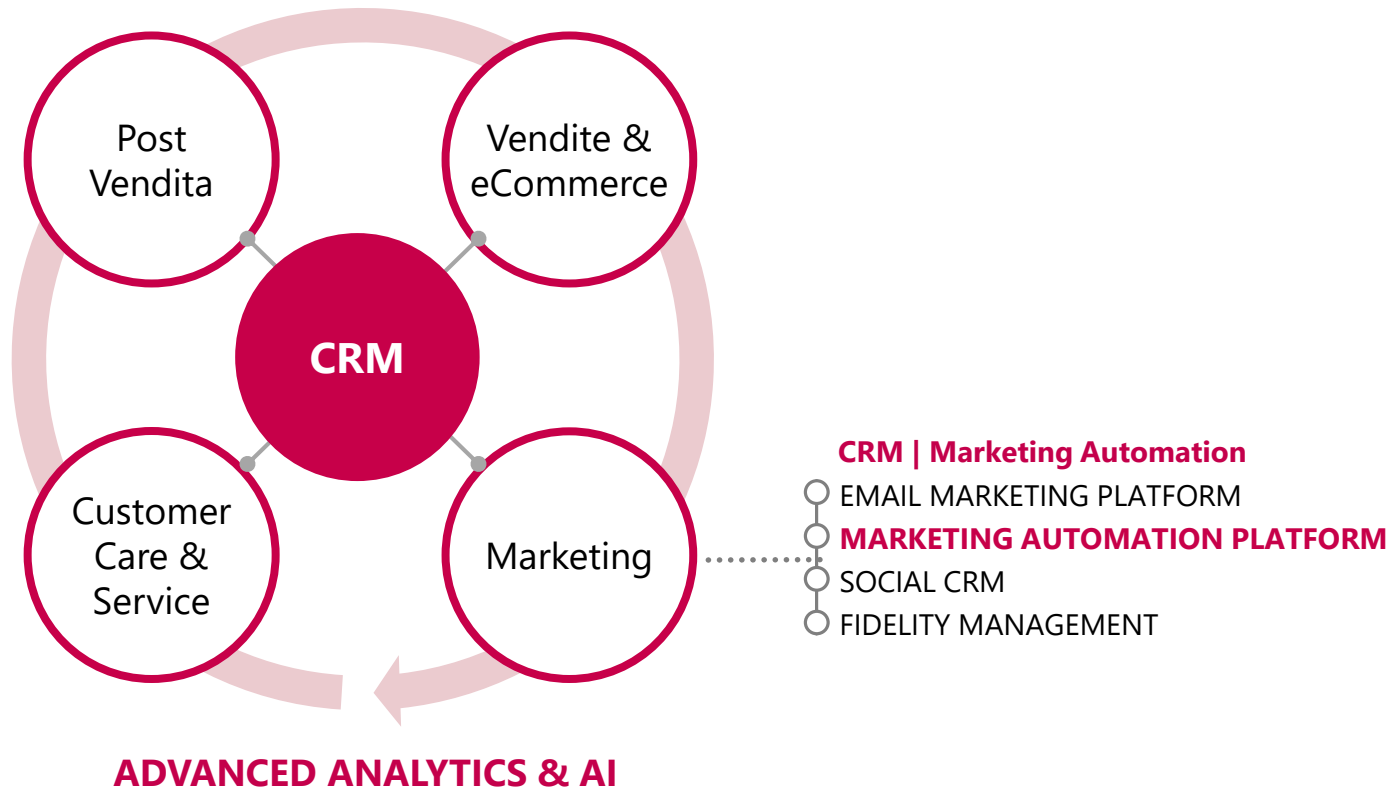 Post
Vendita
Vendite &
eCommerce
CRM
Customer
Care &
Service
Marketing
CRM | Marketing Automation
EMAIL MARKETING PLATFORM
MARKETING AUTOMATION PLATFORM
SOCIAL CRM
FIDELITY MANAGEMENT
ADVANCED ANALYTICS & AI